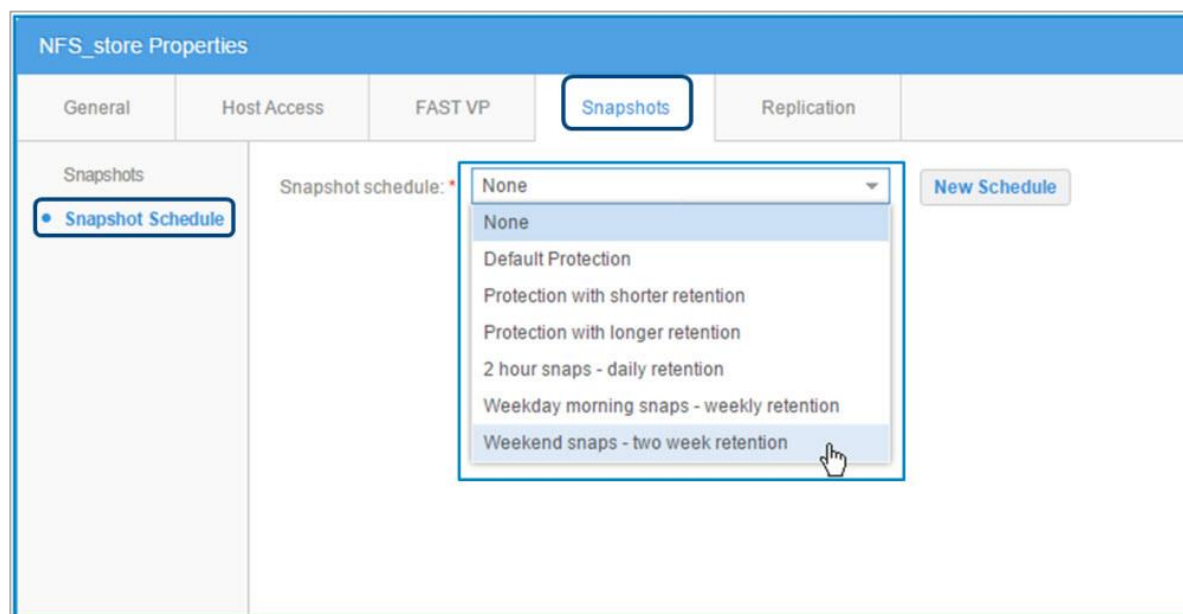 NFS_store Properties
General Host Access FAST VP Snapshots Replication
Snapshots
Snapshot Schedule
Snapshot schedule: * None New Schedule
None
Default Protection
Protection with shorter retention
Protection with longer retention
2 hour snaps - daily retention
Weekday morning snaps - weekly retention
Weekend snaps - two week retention